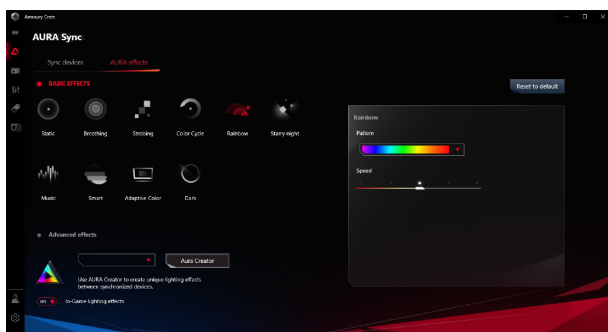 Armoury Crate
AURA Sync
Sync devices
AURA effects
BASIC EFFECTS
Reset to default
Static
Breathing
Strobing
Color Cycle
Rainbow
Starry night
Music
Smart
Adaptive Color
Dark
Rainbow
Pattern
Speed
Advanced effects
Aura Creator
Use AURA Creator to create unique lighting effects
between synchronized devices.
ON
In-Game lighting effects